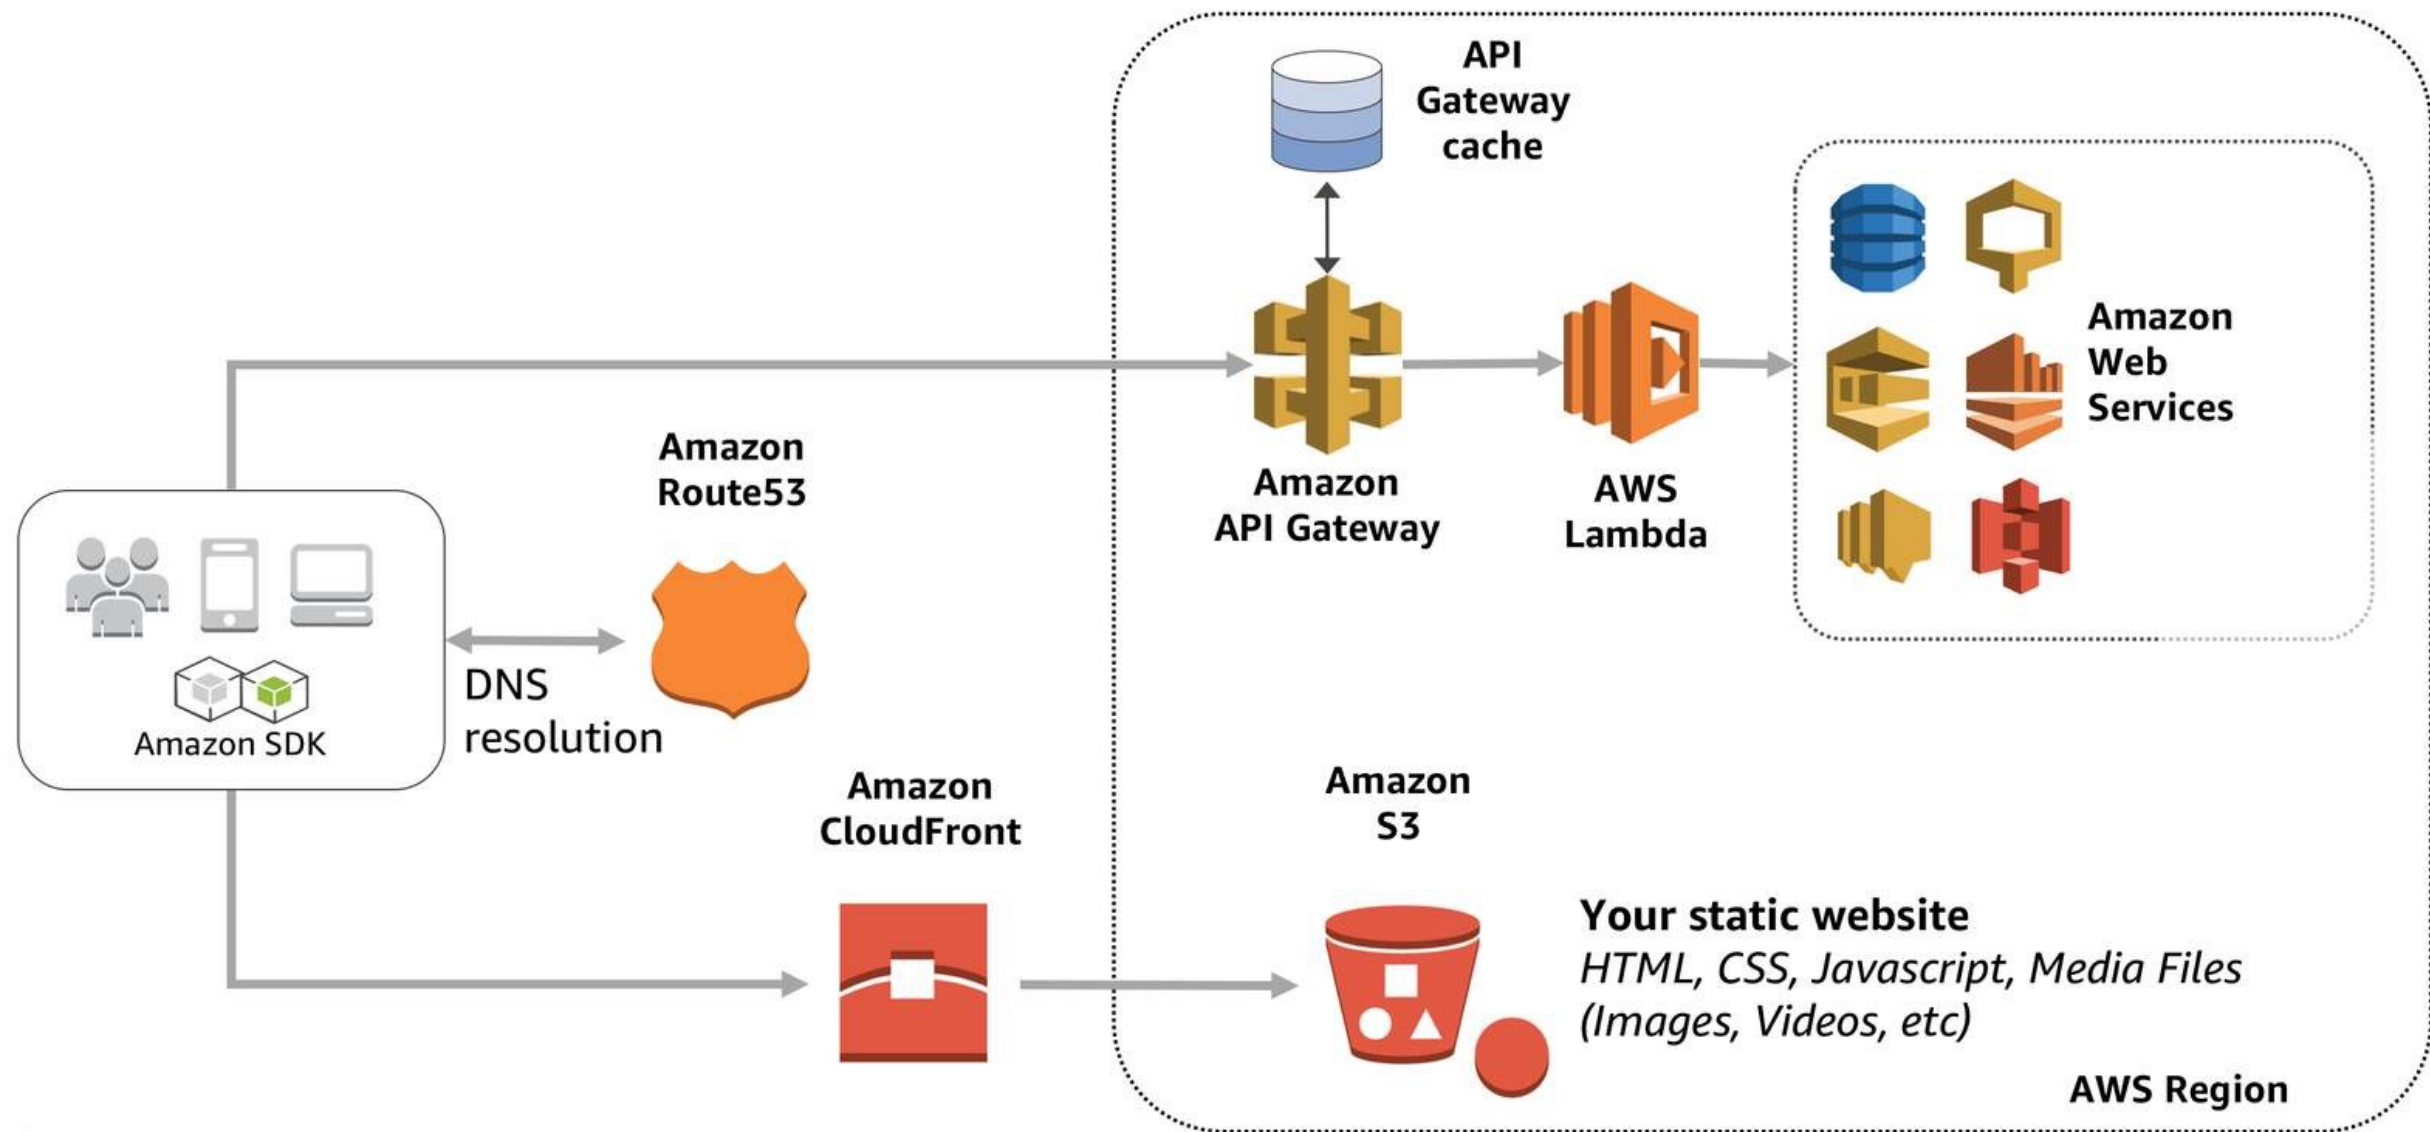 API
Gateway
cache
Amazon
Web
Services
Amazon
Route53
Amazon
API Gateway
AWS
Lambda
DNS
resolution
Amazon SDK
Amazon
CloudFront
Amazon
S3
Your static website
HTML, CSS, Javascript, Media Files
(Images, Videos, etc)
AWS Region